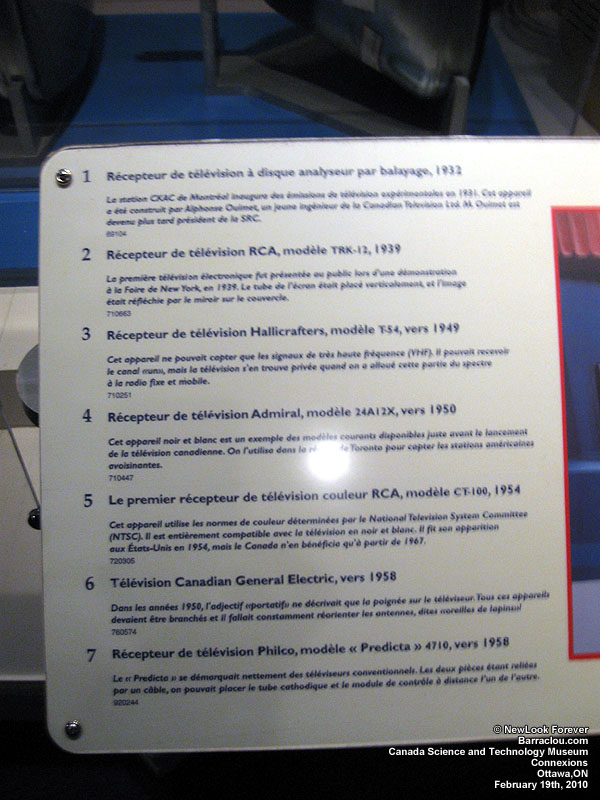 1 Récepteur de télévision à disque analyseur par balayage, 1932
La station CKAC de Montréal inaugura des émissions de télévision expérimentales en 1931. Cet appareil
a été construit par Alphonse Ouimet, un jeune ingénieur de la Canadian Television Ltd. M. Ouimet est
devenu plus tard président de la SRC.
69104
2 Récepteur de télévision RCA, modèle TRK-12, 1939
La première télévision électronique fut présentée au public lors d'une démonstration
à la Foire de New York, en 1939. Le tube de l'écran était placé verticalement, et l'image
était réfléchie par le miroir sur le couvercle.
710663
3 Récepteur de télévision Hallicrafters, modèle T-54, vers 1949
Cet appareil ne pouvait capter que les signaux de très haute fréquence (VHF). Il pouvait recevoir
le canal «un», mais la télévision s'en trouve privée quand on a alloué cette partie du spectre
à la radio fixe et mobile.
710251
4 Récepteur de télévision Admiral, modèle 24A12X, vers 1950
Cet appareil noir et blanc est un exemple des modèles courants disponibles juste avant le lancement
de la télévision canadienne. On l'utilisa dans la de Toronto pour capter les stations américaines
avoisinantes.
710447
5 Le premier récepteur de télévision couleur RCA, modèle CT-100, 1954
Cet appareil utilise les normes de couleur déterminées par le National Television System Committee
(NTSC). Il est entièrement compatible avec la télévision en noir et blanc. Il fit son apparition
aux États-Unis en 1954, mais le Canada n'en bénéficia qu'à partir de 1967.
720305
6 Télévision Canadian General Electric, vers 1958
Dans les années 1950, l'adjectif «portatif» ne décrivait que la poignée sur le téléviseur. Tous ces appareils
devaient être branchés et il fallait constamment réorienter les antennes, dites «oreilles de lapins»!
760574
7 Récepteur de télévision Philco, modèle « Predicta » 4710, vers 1958
Le « Predicta » se démarquait nettement des téléviseurs conventionnels. Les deux pièces étant reliées
par un câble, on pouvait placer le tube cathodique et le module de contrôle à distance l'un de l'autre.
920244
© NewLook Forever
Barraclou.com
Canada Science and Technology Museum
Connexions
Ottawa,ON
February 19th, 2010